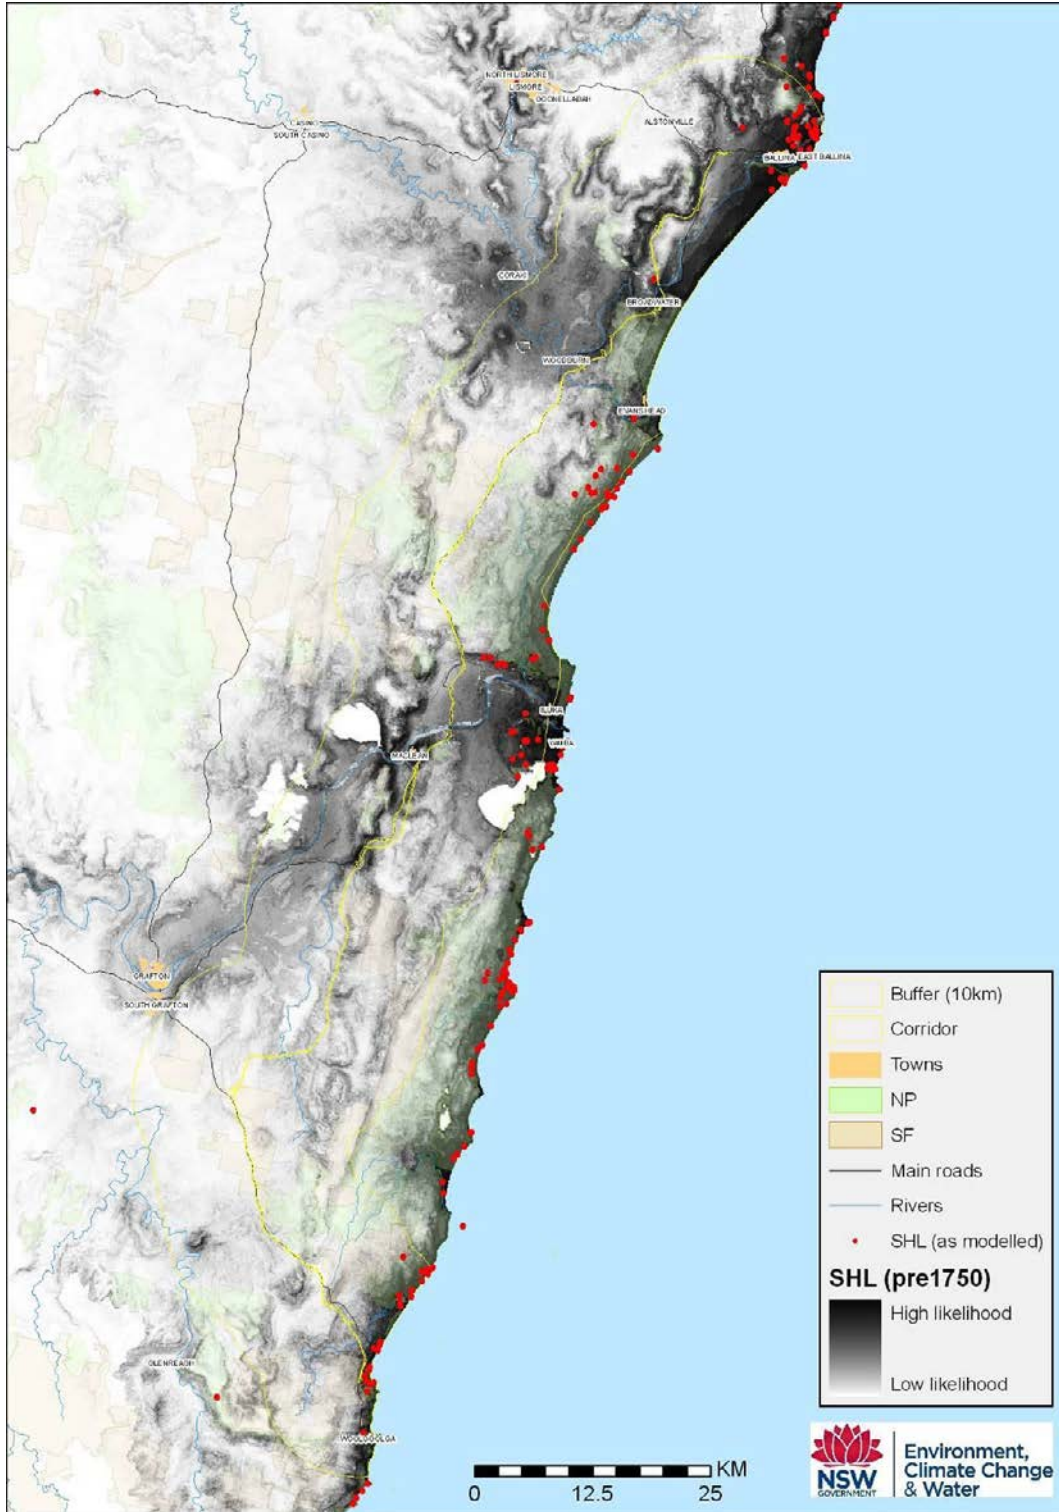 NORTH LISMORE
LISMORE
GOONELLABAH
CASINO
SOUTH CASINO
ALSTONVILLE
BALLINA
EAST BALLINA
CORAKI
BROADWATER
WOODBURN
EVANS HEAD
ILUKA
YAMBA
MACLEAN
GRAFTON
SOUTH GRAFTON
GLENREAGH
WOOLGOOLGA
Buffer (10km)
Corridor
Towns
NP
SF
Main roads
Rivers
SHL (as modelled)
SHL (pre1750)
High likelihood
Low likelihood
KM
0 12.5 25
NSW
GOVERNMENT
Environment,
Climate Change
& Water